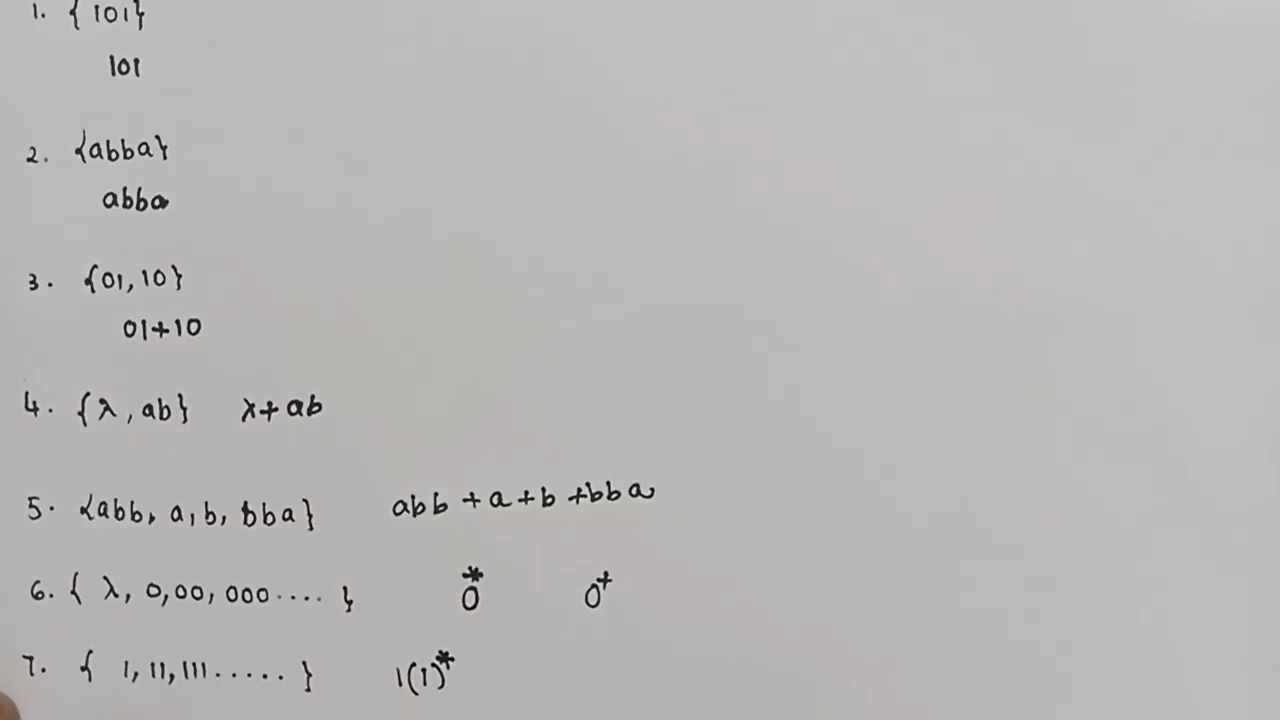 1. { 101}
101
2. {abba}
abba
3. {01, 10}
01+10
4. {λ, ab} λ+ab
5. {abb, a, b, bba} abb +a+b +bba
6. { λ, 0,00, 000.... } 0* 0+
7. { 1, 11, 111..... } 1(1)*